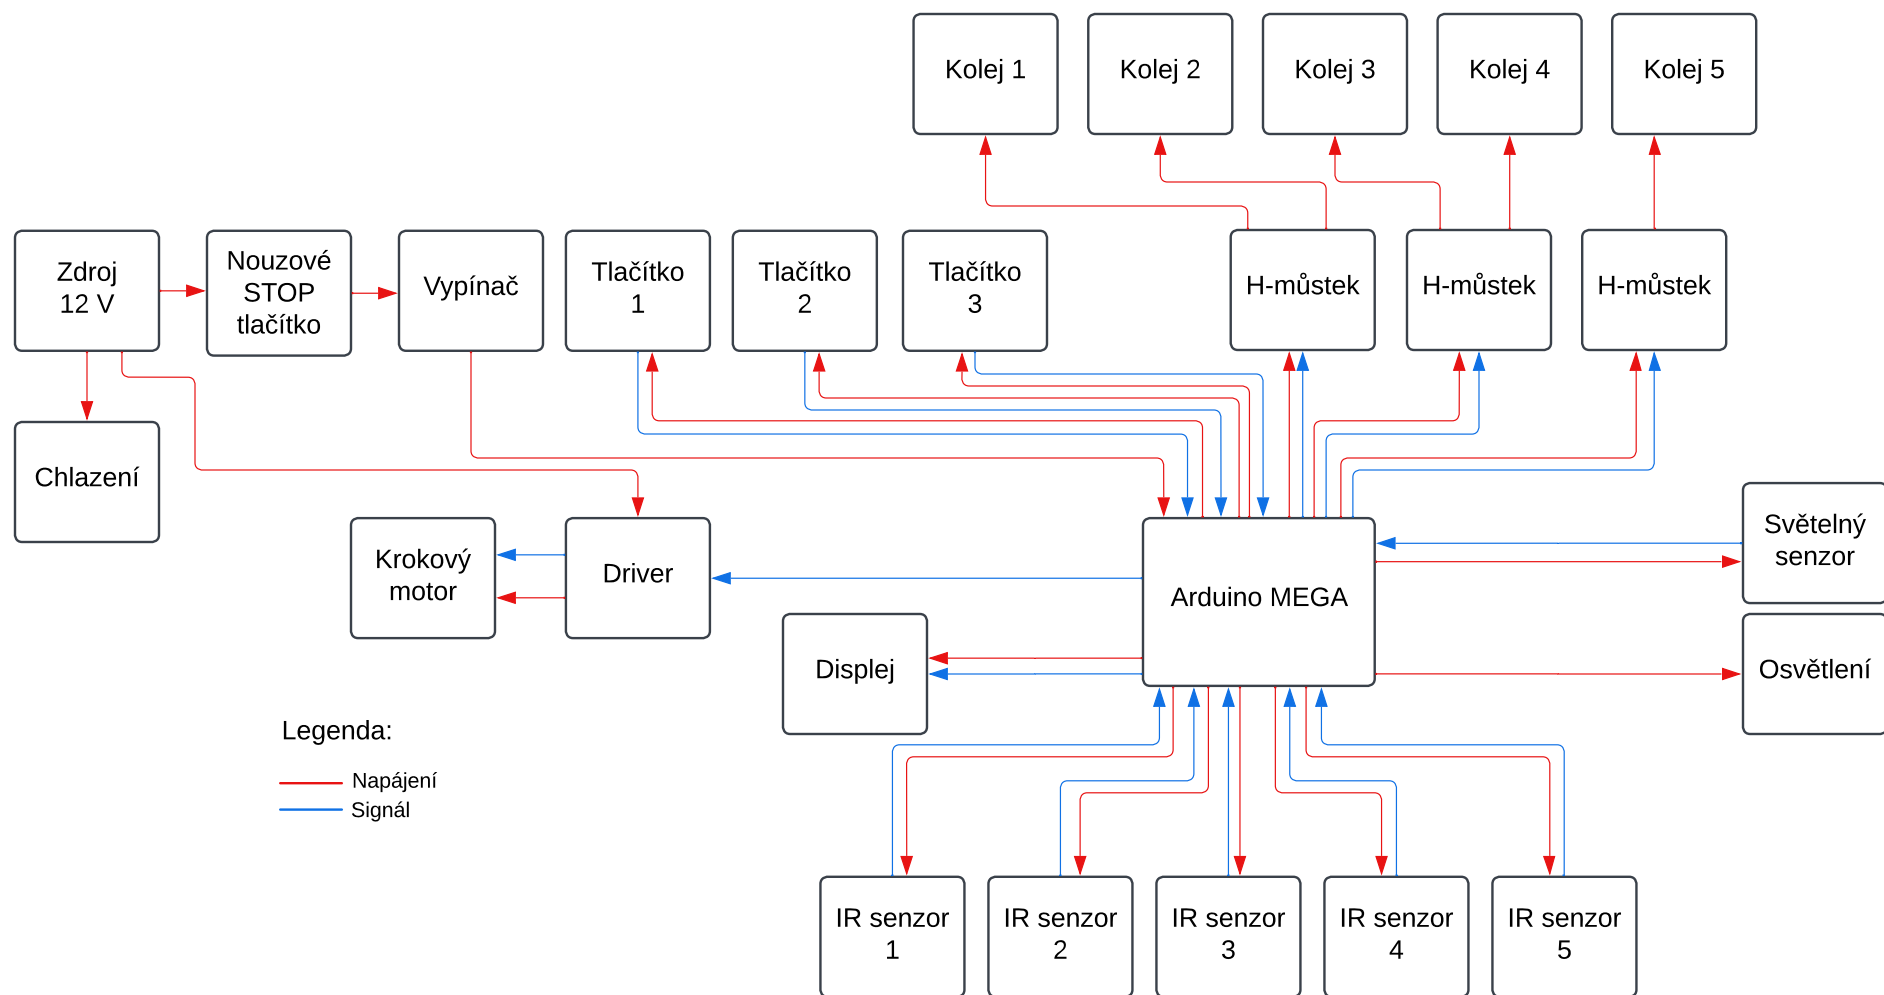 Kolej 1
Kolej 2
Kolej 3
Kolej 4
Kolej 5
Zdroj
12 V
Nouzové
STOP
tlačítko
Vypínač
Tlačítko
1
Tlačítko
2
Tlačítko
3
H-můstek
H-můstek
H-můstek
Chlazení
Krokový
motor
Driver
Arduino MEGA
Světelný
senzor
Displej
Osvětlení
Legenda:
Napájení
Signál
IR senzor
1
IR senzor
2
IR senzor
3
IR senzor
4
IR senzor
5